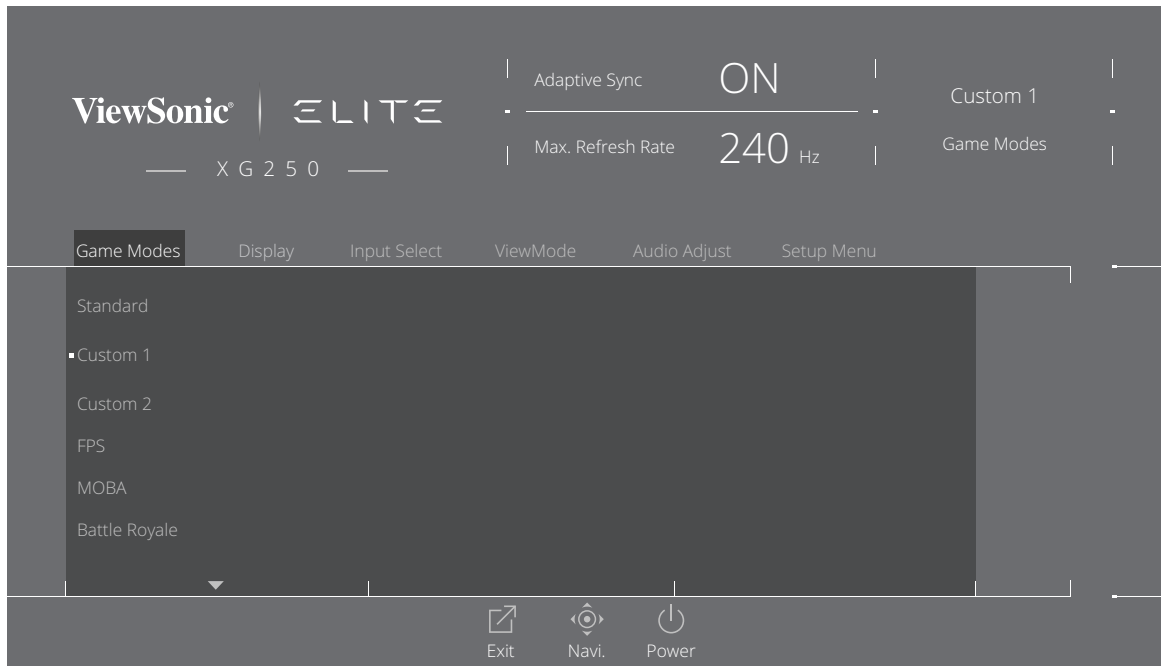 ViewSonic® ELITE
XG250
Adaptive Sync ON
Max. Refresh Rate 240 Hz
Custom 1
Game Modes
Game Modes Display Input Select ViewMode Audio Adjust Setup Menu
Standard
Custom 1
Custom 2
FPS
MOBA
Battle Royale
Exit Navi. Power